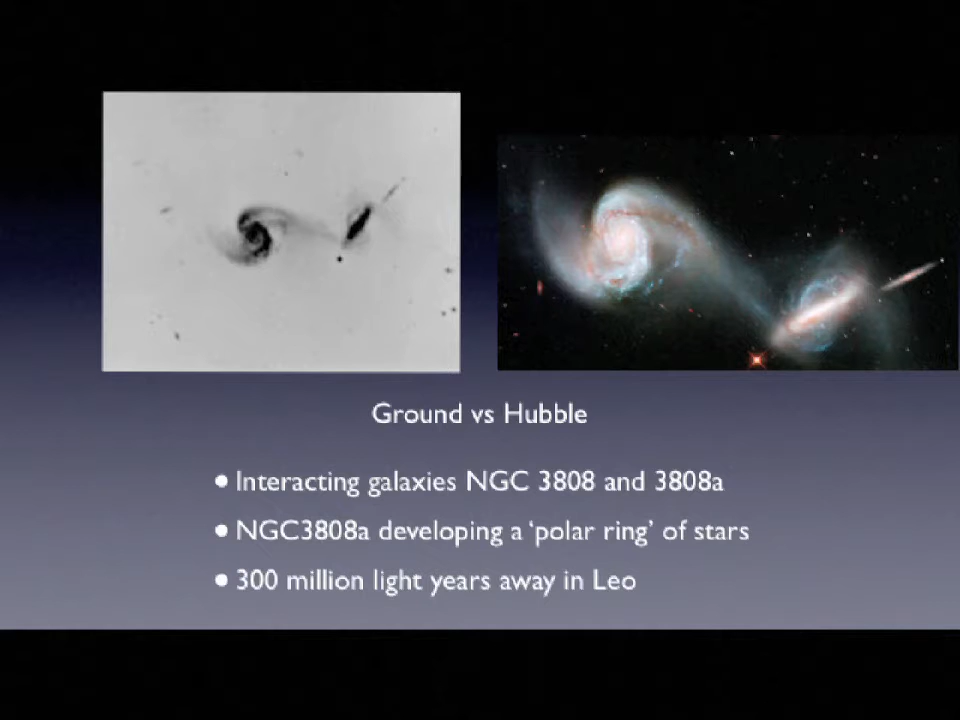 Ground vs Hubble
• Interacting galaxies NGC 3808 and 3808a
• NGC3808a developing a ‘polar ring’ of stars
• 300 million light years away in Leo